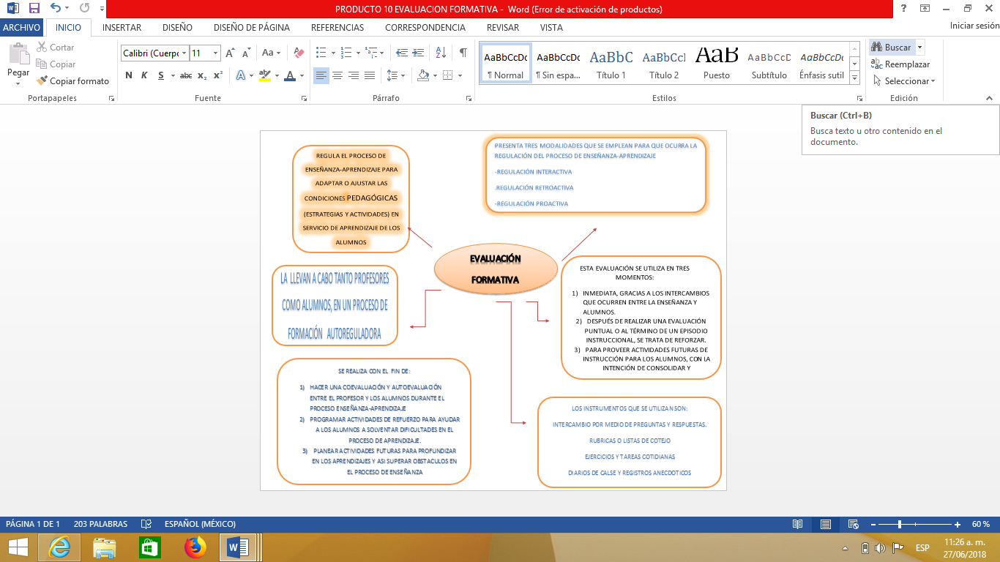 PRODUCTO 10 EVALUACION FORMATIVA - Word (Error de activación de productos)
ARCHIVO INICIO INSERTAR DISEÑO DISEÑO DE PÁGINA REFERENCIAS CORRESPONDENCIA REVISAR VISTA Iniciar sesión
Pegar
Cortar
Copiar
Copiar formato
Portapapeles
Calibri (Cuerpo 11
N K S abc x₂ x²
Fuente
Párrafo
AaBbCcDc AaBbCcDc AaBbC AaBbCcI AaB AaBbCcD AaBbCcDc
¶ Normal ¶ Sin espa... Título 1 Título 2 Puesto Subtítulo Énfasis sutil
Estilos
Buscar
Reemplazar
Seleccionar
Edición
Buscar (Ctrl+B)
Busca texto u otro contenido en el
documento.
REGULA EL PROCESO DE
ENSEÑANZA-APRENDIZAJE PARA
ADAPTAR O AJUSTAR LAS
CONDICIONES PEDAGÓGICAS
(ESTRATEGIAS Y ACTIVIDADES) EN
SERVICIO DE APRENDIZAJE DE LOS
ALUMNOS
PRESENTA TRES MODALIDADES QUE SE EMPLEAN PARA QUE OCURRA LA
REGULACIÓN DEL PROCESO DE ENSEÑANZA-APRENDIZAJE
-REGULACIÓN INTERACTIVA
.REGULACIÓN RETROACTIVA
-REGULACIÓN PROACTIVA
EVALUACIÓN
FORMATIVA
LA LLEVAN A CABO TANTO PROFESORES
COMO ALUMNOS, EN UN PROCESO DE
FORMACIÓN AUTOREGULADORA
ESTA EVALUACIÓN SE UTILIZA EN TRES
MOMENTOS:
1) INMEDIATA, GRACIAS A LOS INTERCAMBIOS
QUE OCURREN ENTRE LA ENSEÑANZA Y
ALUMNOS.
2) DESPUÉS DE REALIZAR UNA EVALUACIÓN
PUNTUAL O AL TÉRMINO DE UN EPISODIO
INSTRUCCIONAL, SE TRATA DE REFORZAR.
3) PARA PROVEER ACTIVIDADES FUTURAS DE
INSTRUCCIÓN PARA LOS ALUMNOS, CON LA
INTENCIÓN DE CONSOLIDAR Y
SE REALIZA CON EL FIN DE:
1) HACER UNA COEVALUACIÓN Y AUTOEVALUACIÓN
ENTRE EL PROFESOR Y LOS ALUMNOS DURANTE EL
PROCESO ENSEÑANZA-APRENDIZAJE
2) PROGRAMAR ACTIVIDADES DE REFUERZO PARA AYUDAR
A LOS ALUMNOS A SOLVENTAR DIFICULTADES EN EL
PROCESO DE APRENDIZAJE.
3) PLANEAR ACTIVIDADES FUTURAS PARA PROFUNDIZAR
EN LOS APRENDIZAJES Y ASI SUPERAR OBSTACULOS EN
EL PROCESO DE ENSEÑANZA
LOS INSTRUMENTOS QUE SE UTILIZAN SON:
INTERCAMBIO POR MEDIO DE PREGUNTAS Y RESPUESTAS.
RUBRICAS O LISTAS DE COTEJO
EJERCICIOS Y TAREAS COTIDIANAS
DIARIOS DE CALSE Y REGISTROS ANECDOTICOS
PÁGINA 1 DE 1 203 PALABRAS ESPAÑOL (MÉXICO) 60 %
ESP
11:26 a. m.
27/06/2018